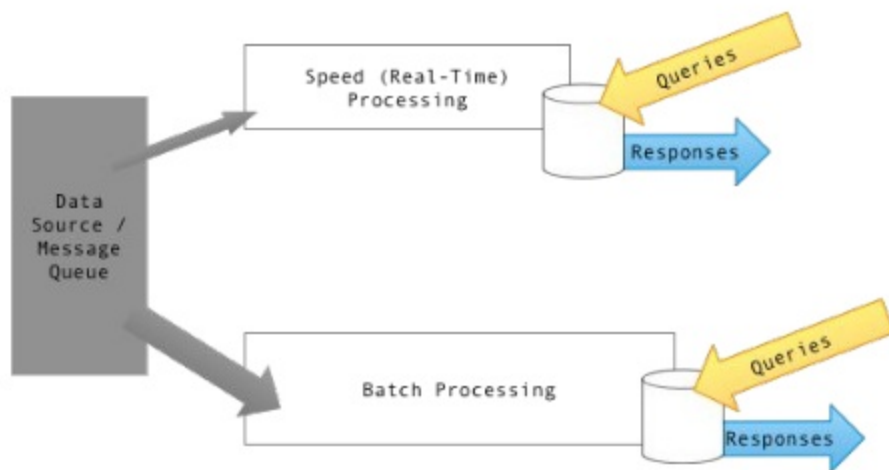 Speed (Real-Time)
Processing
Queries
Responses
Data
Source /
Message
Queue
Batch Processing
Queries
Responses